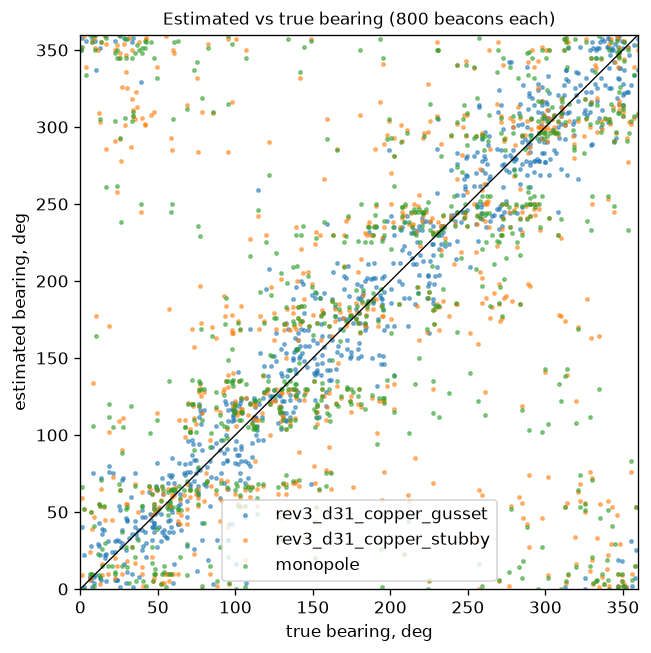 Estimated vs true bearing (800 beacons each)
estimated bearing, deg
350
300
250
200
150
100
50
0
rev3_d31_copper_gusset
rev3_d31_copper_stubby
monopole
0 50 100 150 200 250 300 350
true bearing, deg